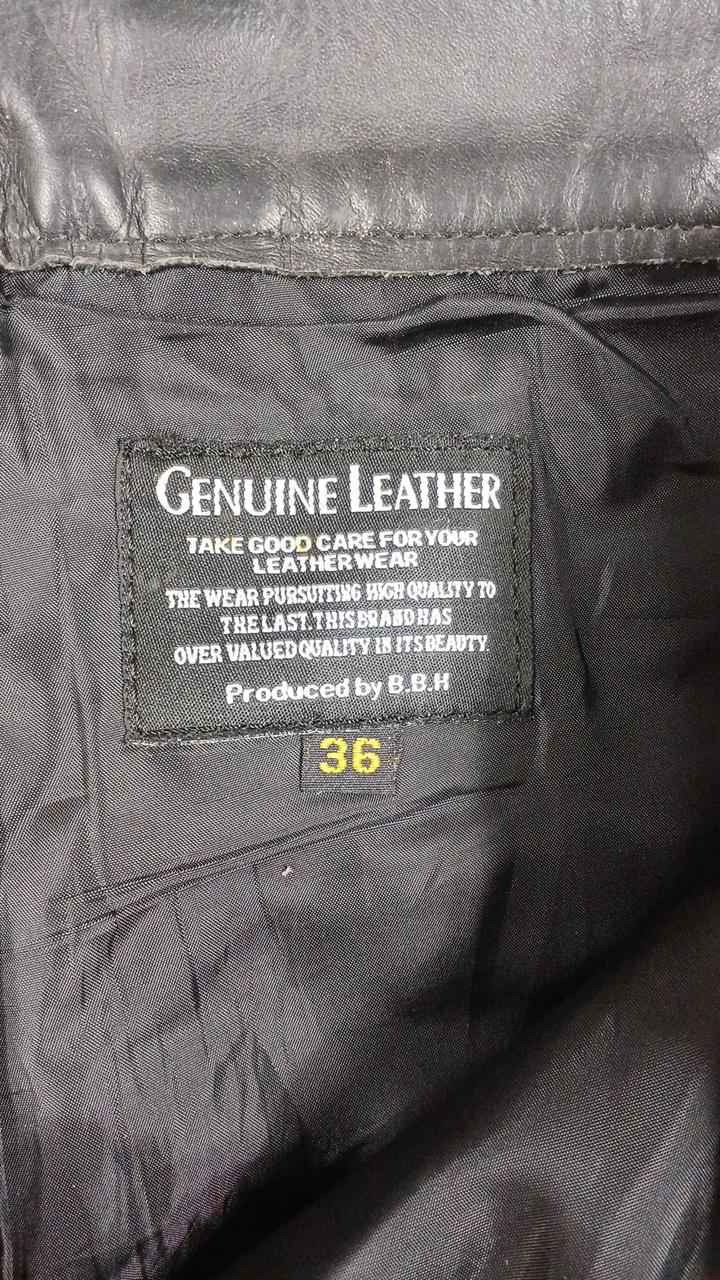 GENUINE LEATHER
TAKE GOOD CARE FOR YOUR
LEATHER WEAR
THE WEAR PURSUITING HIGH QUALITY TO
THE LAST. THIS BRAND HAS
OVER VALUED QUALITY IN ITS BEAUTY.
Produced by B.B.H
36